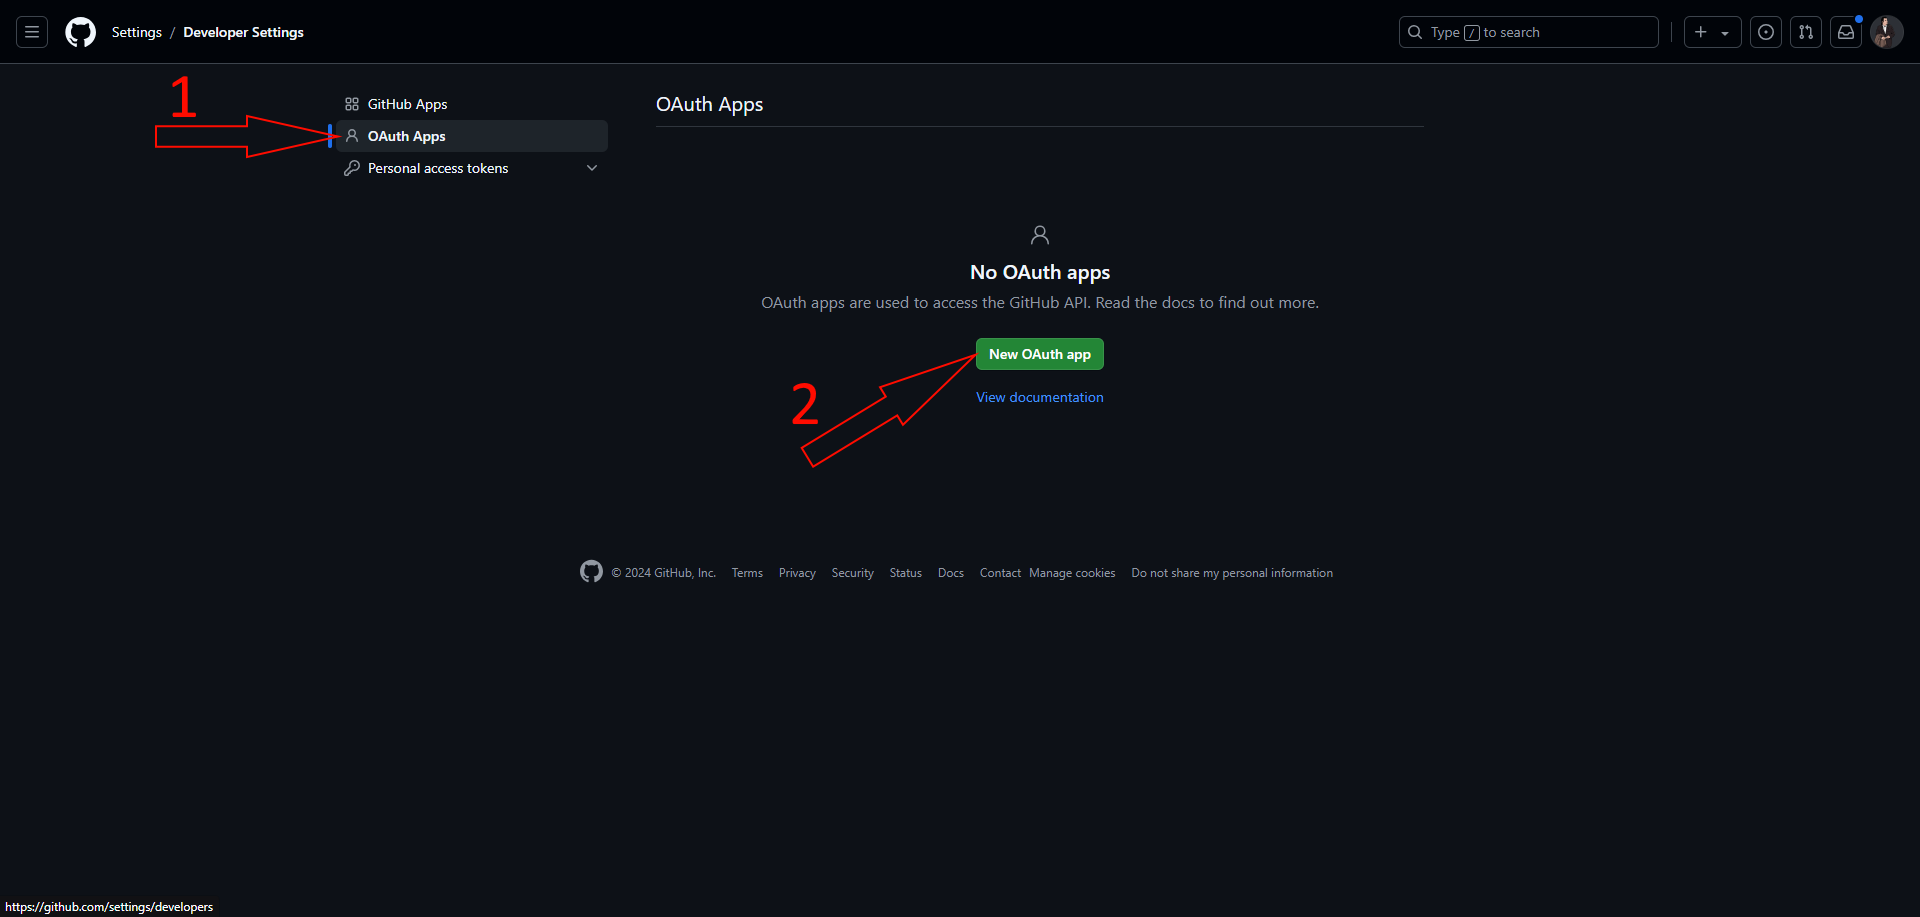 Settings / Developer Settings
Type / to search
1
GitHub Apps
OAuth Apps
Personal access tokens
OAuth Apps
No OAuth apps
OAuth apps are used to access the GitHub API. Read the docs to find out more.
New OAuth app
2
View documentation
© 2024 GitHub, Inc. Terms Privacy Security Status Docs Contact Manage cookies Do not share my personal information
https://github.com/settings/developers